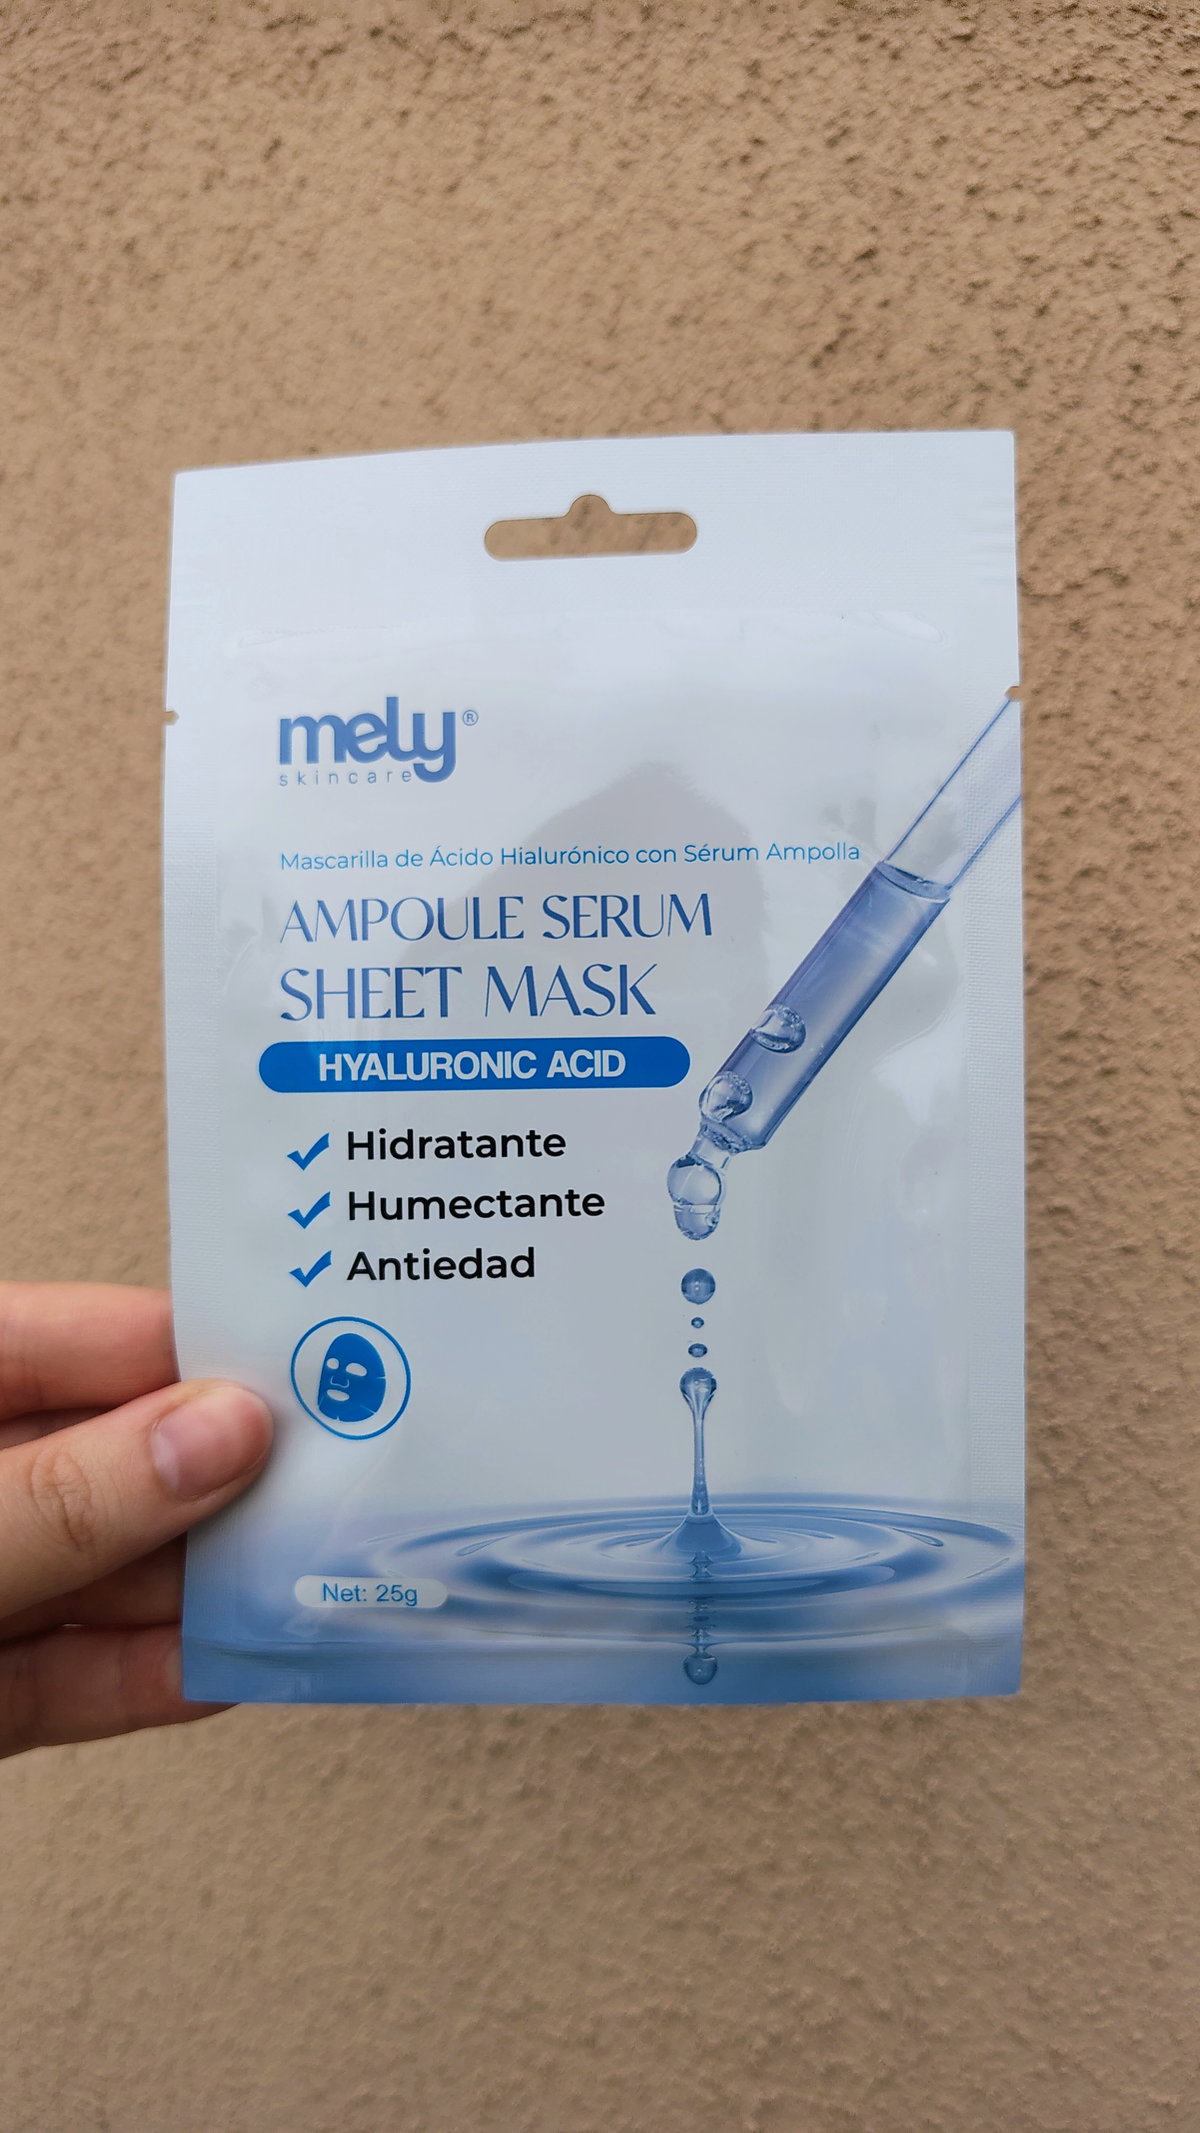 mely®
skincare
Mascarilla de Ácido Hialurónico con Sérum Ampolla
AMPOULE SERUM
SHEET MASK
HYALURONIC ACID
Hidratante
Humectante
Antiedad
Net: 25g